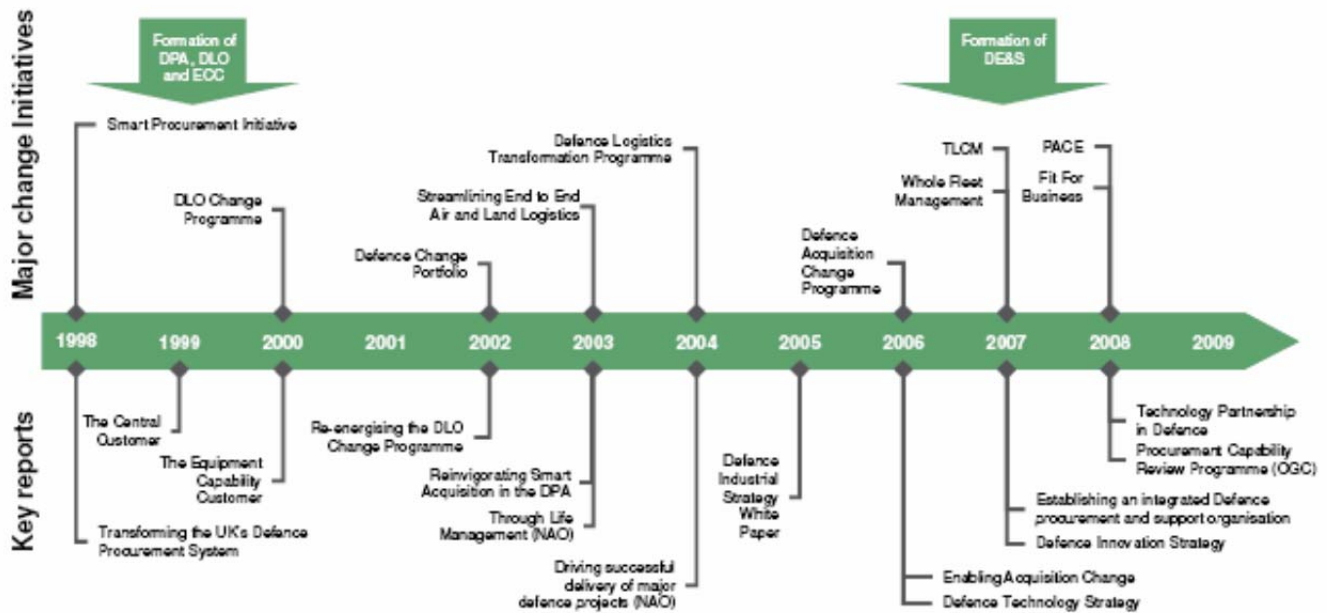 Major change Initiatives
Formation of
DPA, DLO
and ECC
Formation of
DE&S
Smart Procurement Initiative
DLO Change
Programme
Defence Change
Portfolio
Streamlining End to End
Air and Land Logistics
Defence Logistics
Transformation Programme
Defence
Acquisition
Change
Programme
TLCM
Whole Fleet
Management
PACE
Fit For
Business
1998 1999 2000 2001 2002 2003 2004 2005 2006 2007 2008 2009
Key reports
Transforming the UK's Defence
Procurement System
The Central
Customer
The Equipment
Capability
Customer
Re-energising the DLO
Change Programme
Reinvigorating Smart
Acquisition in the DPA
Through Life
Management (NAO)
Driving successful
delivery of major
defence projects (NAO)
Defence
Industrial
Strategy
White
Paper
Enabling Acquisition Change
Defence Technology Strategy
Establishing an integrated Defence
procurement and support organisation
Defence Innovation Strategy
Technology Partnership
in Defence
Procurement Capability
Review Programme (OGC)